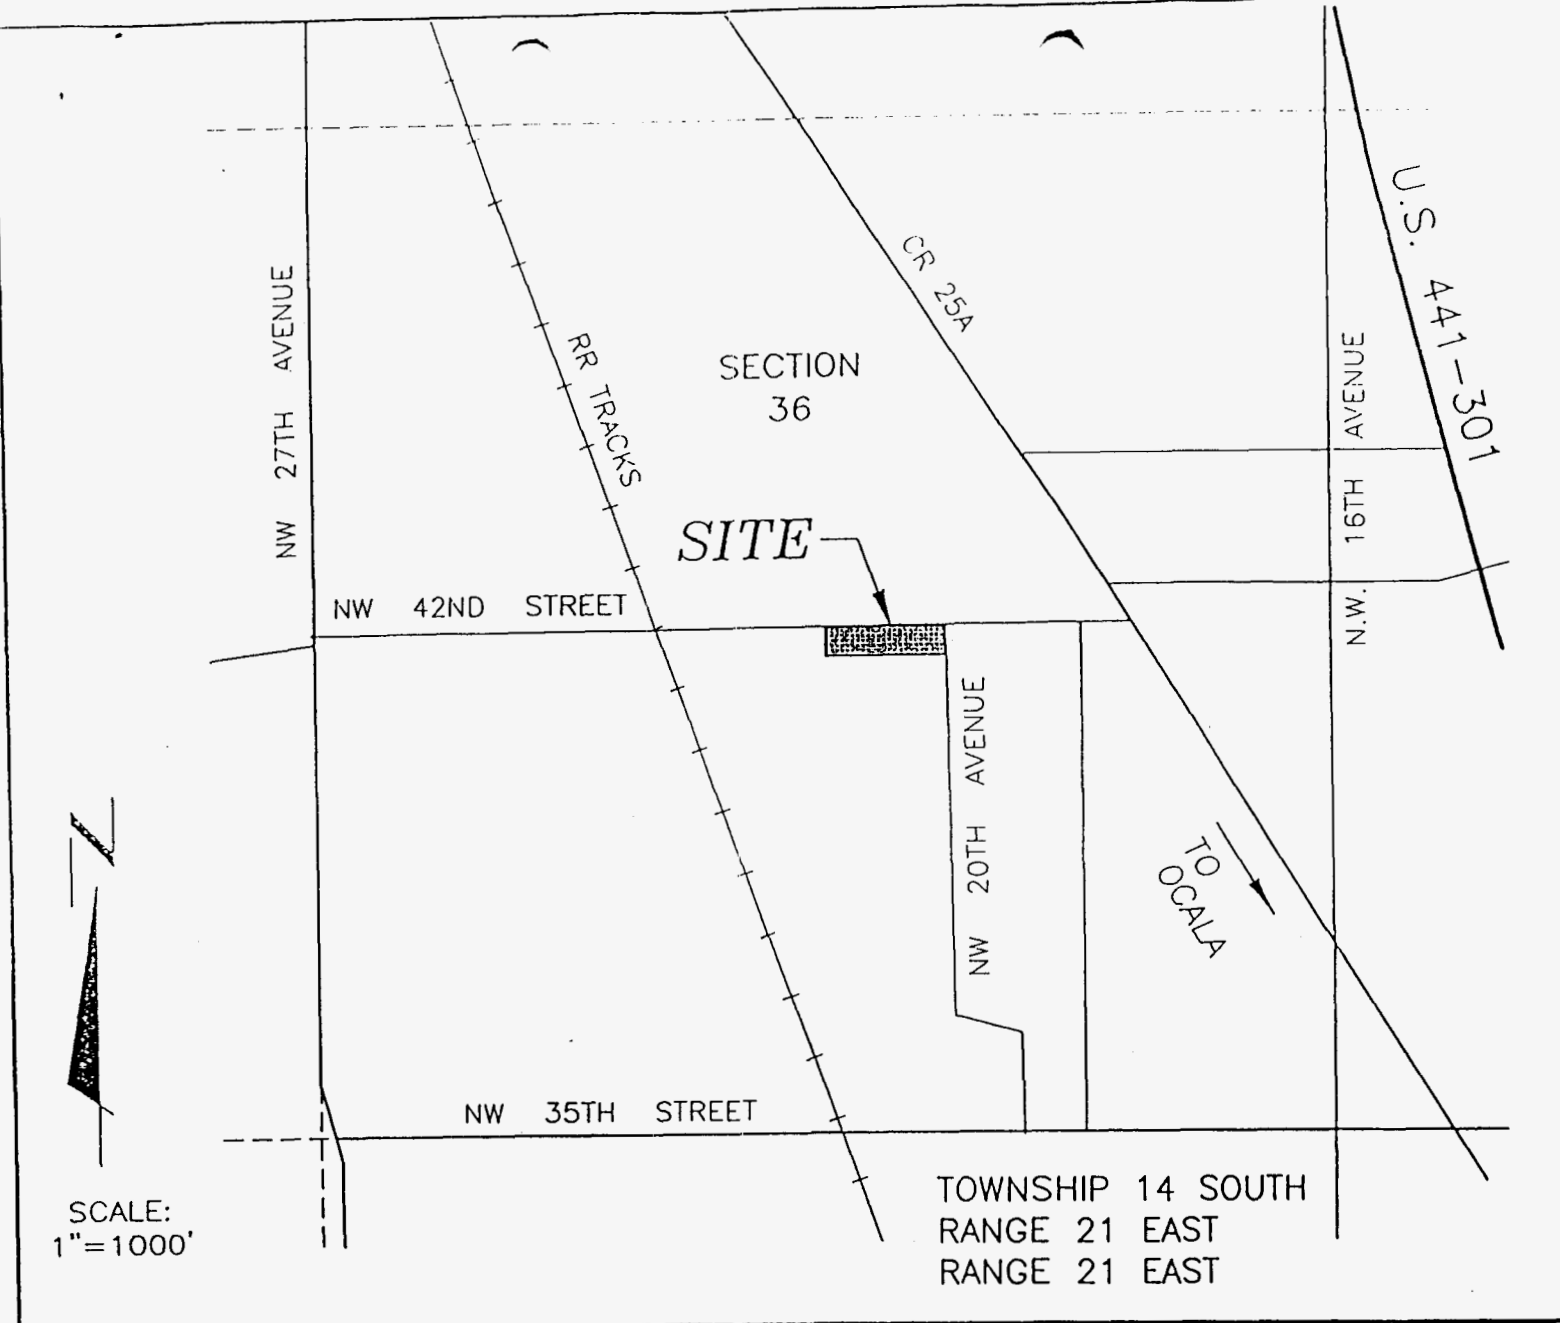 U.S. 441-301
CR 25A
NW 27TH AVENUE
RR TRACKS
SECTION
36
N.W. 16TH AVENUE
SITE
NW 42ND STREET
NW 20TH AVENUE
TO
OCALA
N
NW 35TH STREET
SCALE:
1"=1000'
TOWNSHIP 14 SOUTH
RANGE 21 EAST
RANGE 21 EAST